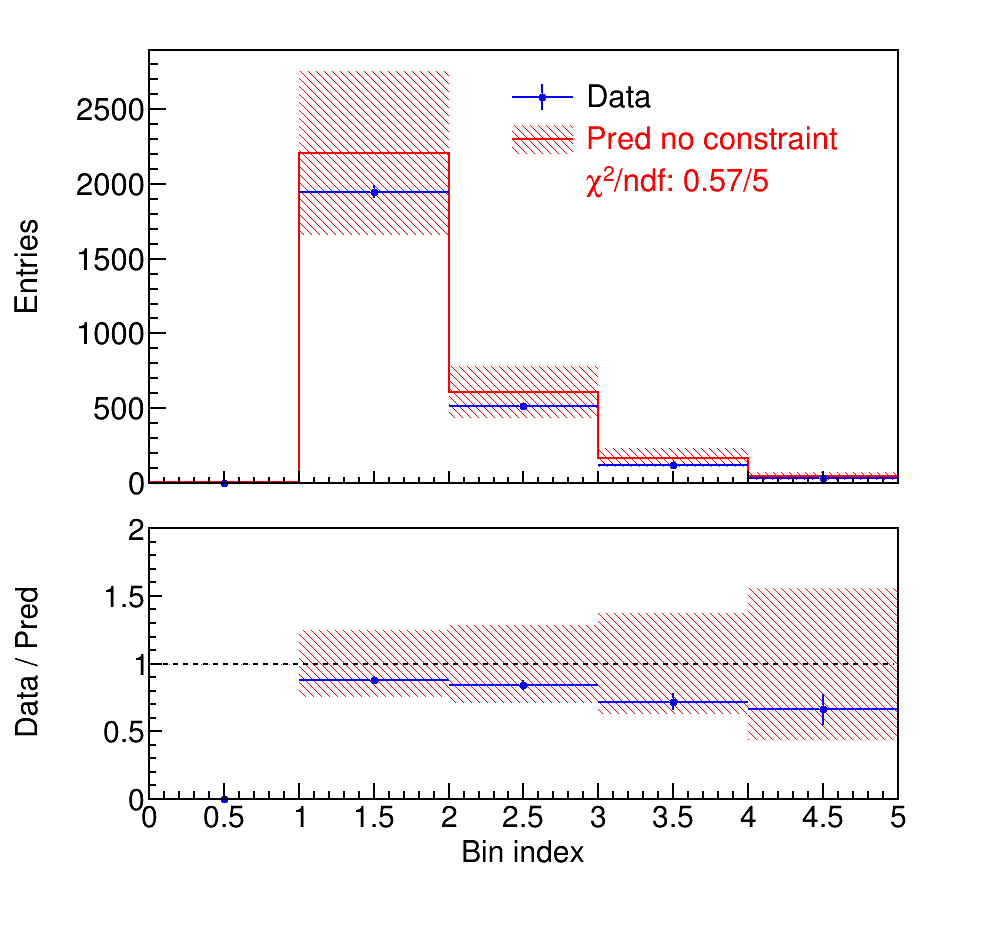 Entries
2500
2000
1500
1000
500
0
Data
Pred no constraint
χ²/ndf: 0.57/5
Data / Pred
2
1.5
1
0.5
0
0 0.5 1 1.5 2 2.5 3 3.5 4 4.5 5
Bin index